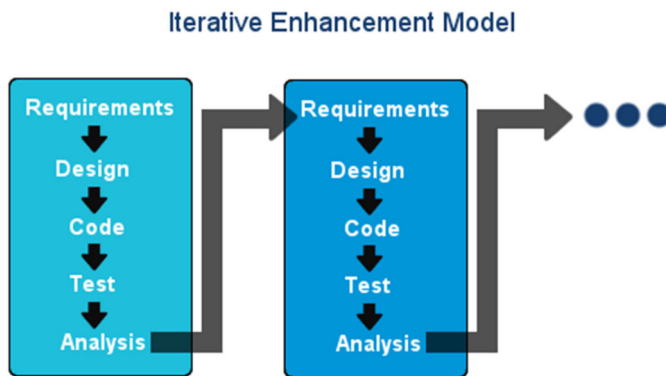 Iterative Enhancement Model
Requirements
Design
Code
Test
Analysis
Requirements
Design
Code
Test
Analysis